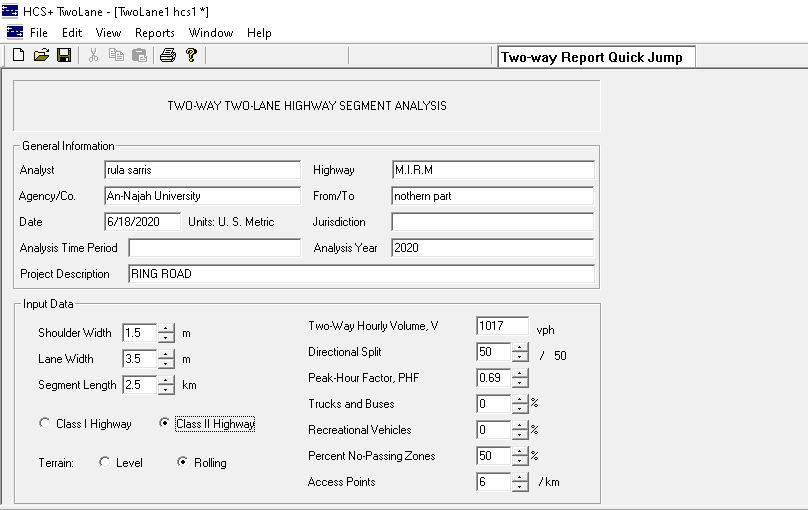 HCS+ TwoLane - [TwoLane1 hcs1 *]
File Edit View Reports Window Help
Two-way Report Quick Jump
TWO-WAY TWO-LANE HIGHWAY SEGMENT ANALYSIS
General Information
Analyst rula sarris Highway M.I.R.M
Agency/Co. An-Najah University From/To nothern part
Date 6/18/2020 Units: U. S. Metric Jurisdiction
Analysis Time Period Analysis Year 2020
Project Description RING ROAD
Input Data
Shoulder Width 1.5 m Two-Way Hourly Volume, V 1017 vph
Lane Width 3.5 m Directional Split 50 / 50
Segment Length 2.5 km Peak-Hour Factor, PHF 0.69
Trucks and Buses 0 %
Class I Highway Class II Highway Recreational Vehicles 0 %
Terrain: Level Rolling Percent No-Passing Zones 50 %
Access Points 6 /km